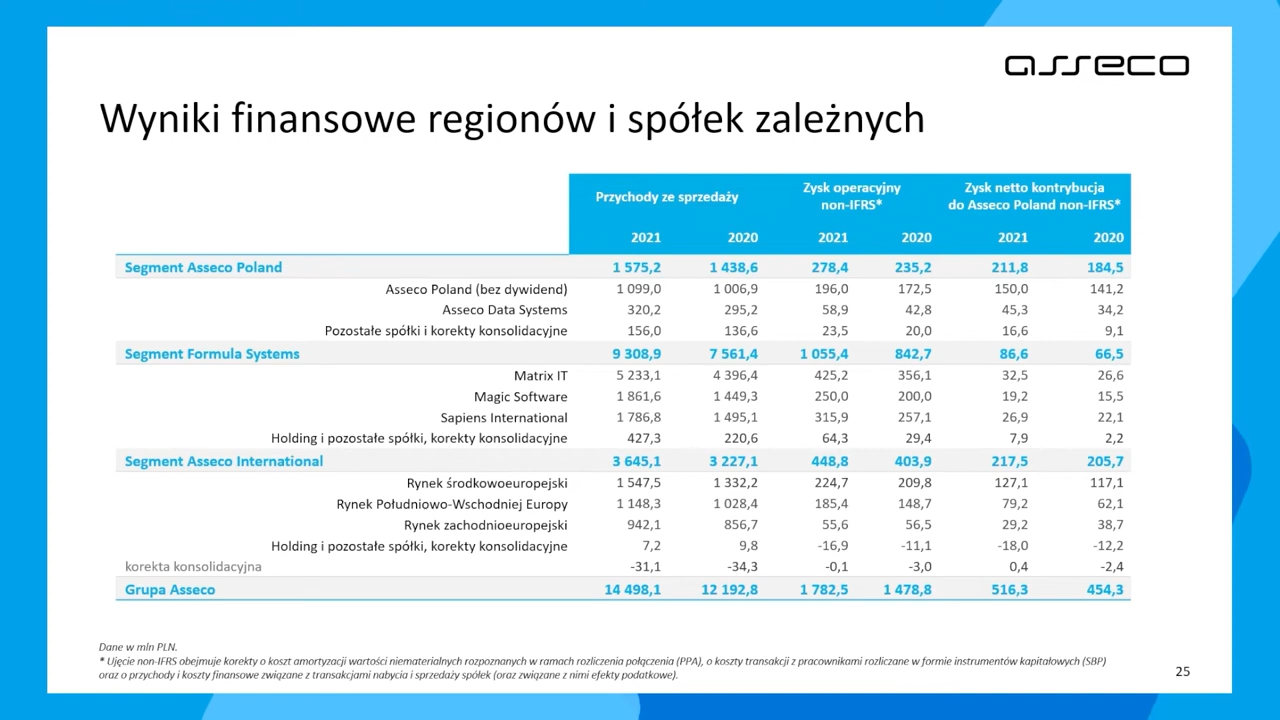 asseco
Wyniki finansowe regionów i spółek zależnych
Przychody ze sprzedaży Zysk operacyjny non-IFRS* Zysk netto kontrybucja do Asseco Poland non-IFRS*
2021 2020 2021 2020 2021 2020
Segment Asseco Poland 1 575,2 1 438,6 278,4 235,2 211,8 184,5
Asseco Poland (bez dywidend) 1 099,0 1 006,9 196,0 172,5 150,0 141,2
Asseco Data Systems 320,2 295,2 58,9 42,8 45,3 34,2
Pozostałe spółki i korekty konsolidacyjne 156,0 136,6 23,5 20,0 16,6 9,1
Segment Formula Systems 9 308,9 7 561,4 1 055,4 842,7 86,6 66,5
Matrix IT 5 233,1 4 396,4 425,2 356,1 32,5 26,6
Magic Software 1 861,6 1 449,3 250,0 200,0 19,2 15,5
Sapiens International 1 786,8 1 495,1 315,9 257,1 26,9 22,1
Holding i pozostałe spółki, korekty konsolidacyjne 427,3 220,6 64,3 29,4 7,9 2,2
Segment Asseco International 3 645,1 3 227,1 448,8 403,9 217,5 205,7
Rynek środkowoeuropejski 1 547,5 1 332,2 224,7 209,8 127,1 117,1
Rynek Południowo-Wschodniej Europy 1 148,3 1 028,4 185,4 148,7 79,2 62,1
Rynek zachodnioeuropejski 942,1 856,7 55,6 56,5 29,2 38,7
Holding i pozostałe spółki, korekty konsolidacyjne 7,2 9,8 -16,9 -11,1 -18,0 -12,2
korekta konsolidacyjna -31,1 -34,3 -0,1 -3,0 0,4 -2,4
Grupa Asseco 14 498,1 12 192,8 1 782,5 1 478,8 516,3 454,3
Dane w mln PLN.
* Ujęcie non-IFRS obejmuje korekty o koszt amortyzacji wartości niematerialnych rozpoznanych w ramach rozliczenia połączenia (PPA), o koszty transakcji z pracownikami rozliczane w formie instrumentów kapitałowych (SBP)
oraz o przychody i koszty finansowe związane z transakcjami nabycia i sprzedaży spółek (oraz związane z nimi efekty podatkowe).
25